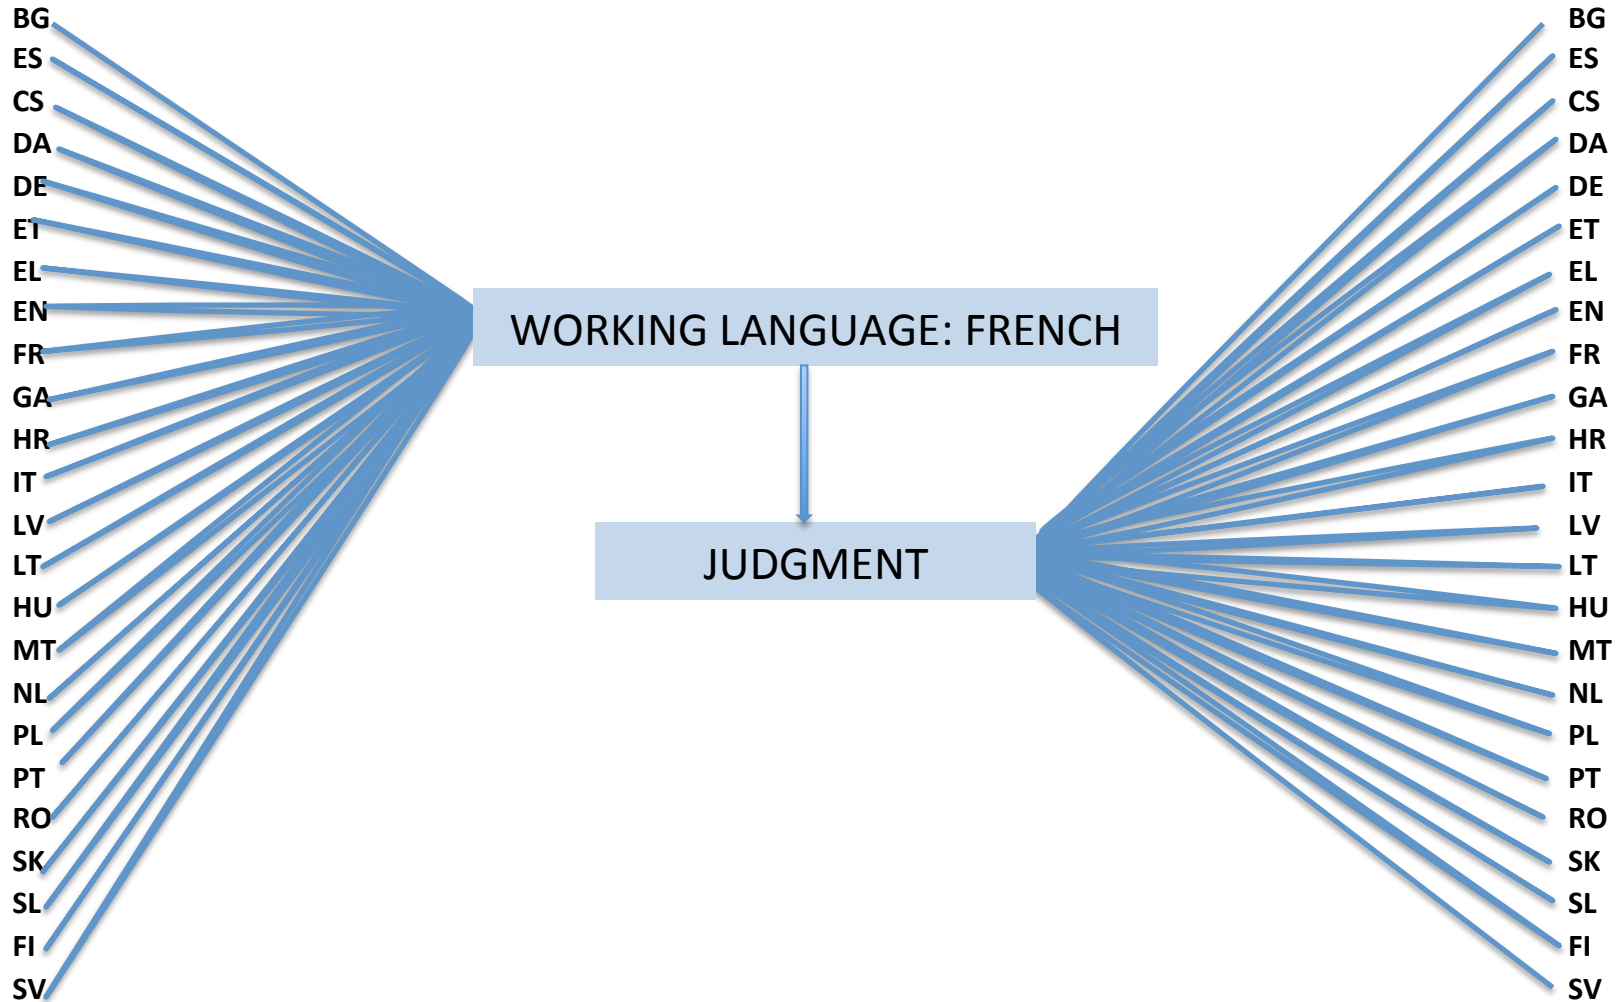 BG
ES
CS
DA
DE
ET
EL
EN
FR
GA
HR
IT
LV
LT
HU
MT
NL
PL
PT
RO
SK
SL
FI
SV
WORKING LANGUAGE: FRENCH
JUDGMENT
BG
ES
CS
DA
DE
ET
EL
EN
FR
GA
HR
IT
LV
LT
HU
MT
NL
PL
PT
RO
SK
SL
FI
SV